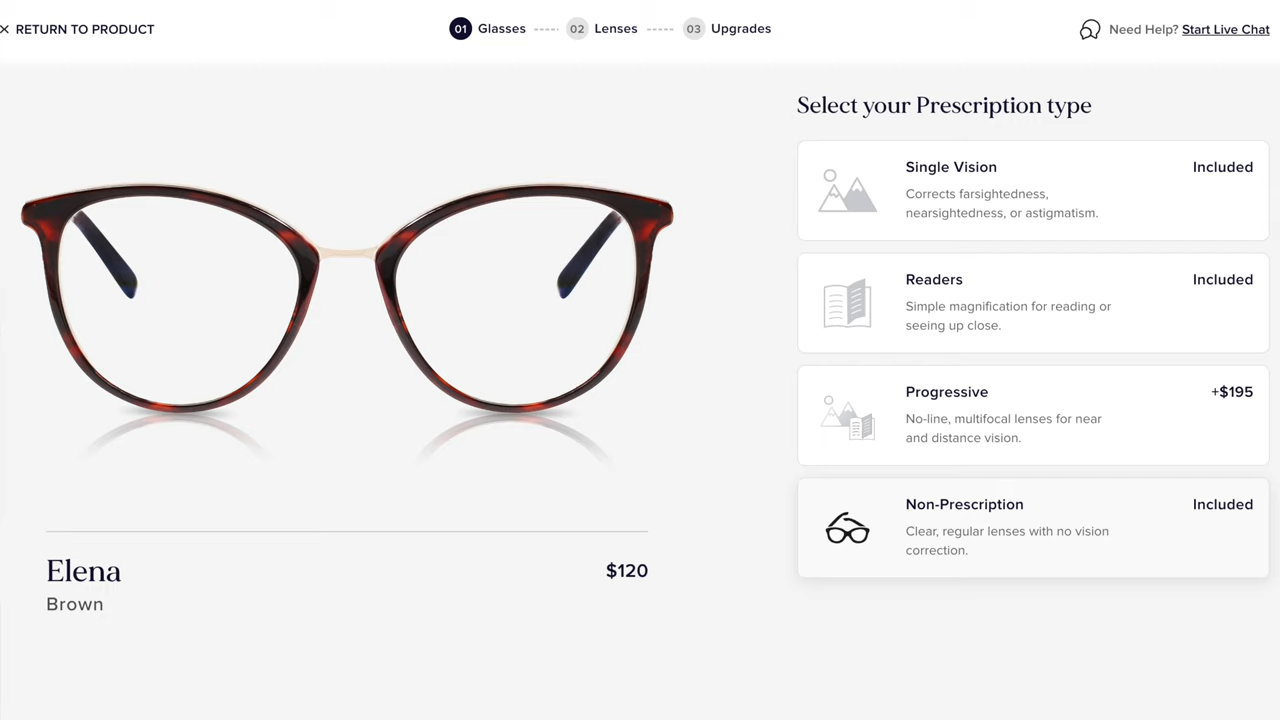 × RETURN TO PRODUCT
01 Glasses 02 Lenses 03 Upgrades
Need Help? Start Live Chat
Select your Prescription type
Single Vision Included
Corrects farsightedness,
nearsightedness, or astigmatism.
Readers Included
Simple magnification for reading or
seeing up close.
Progressive +$195
No-line, multifocal lenses for near
and distance vision.
Non-Prescription Included
Clear, regular lenses with no vision
correction.
Elena $120
Brown